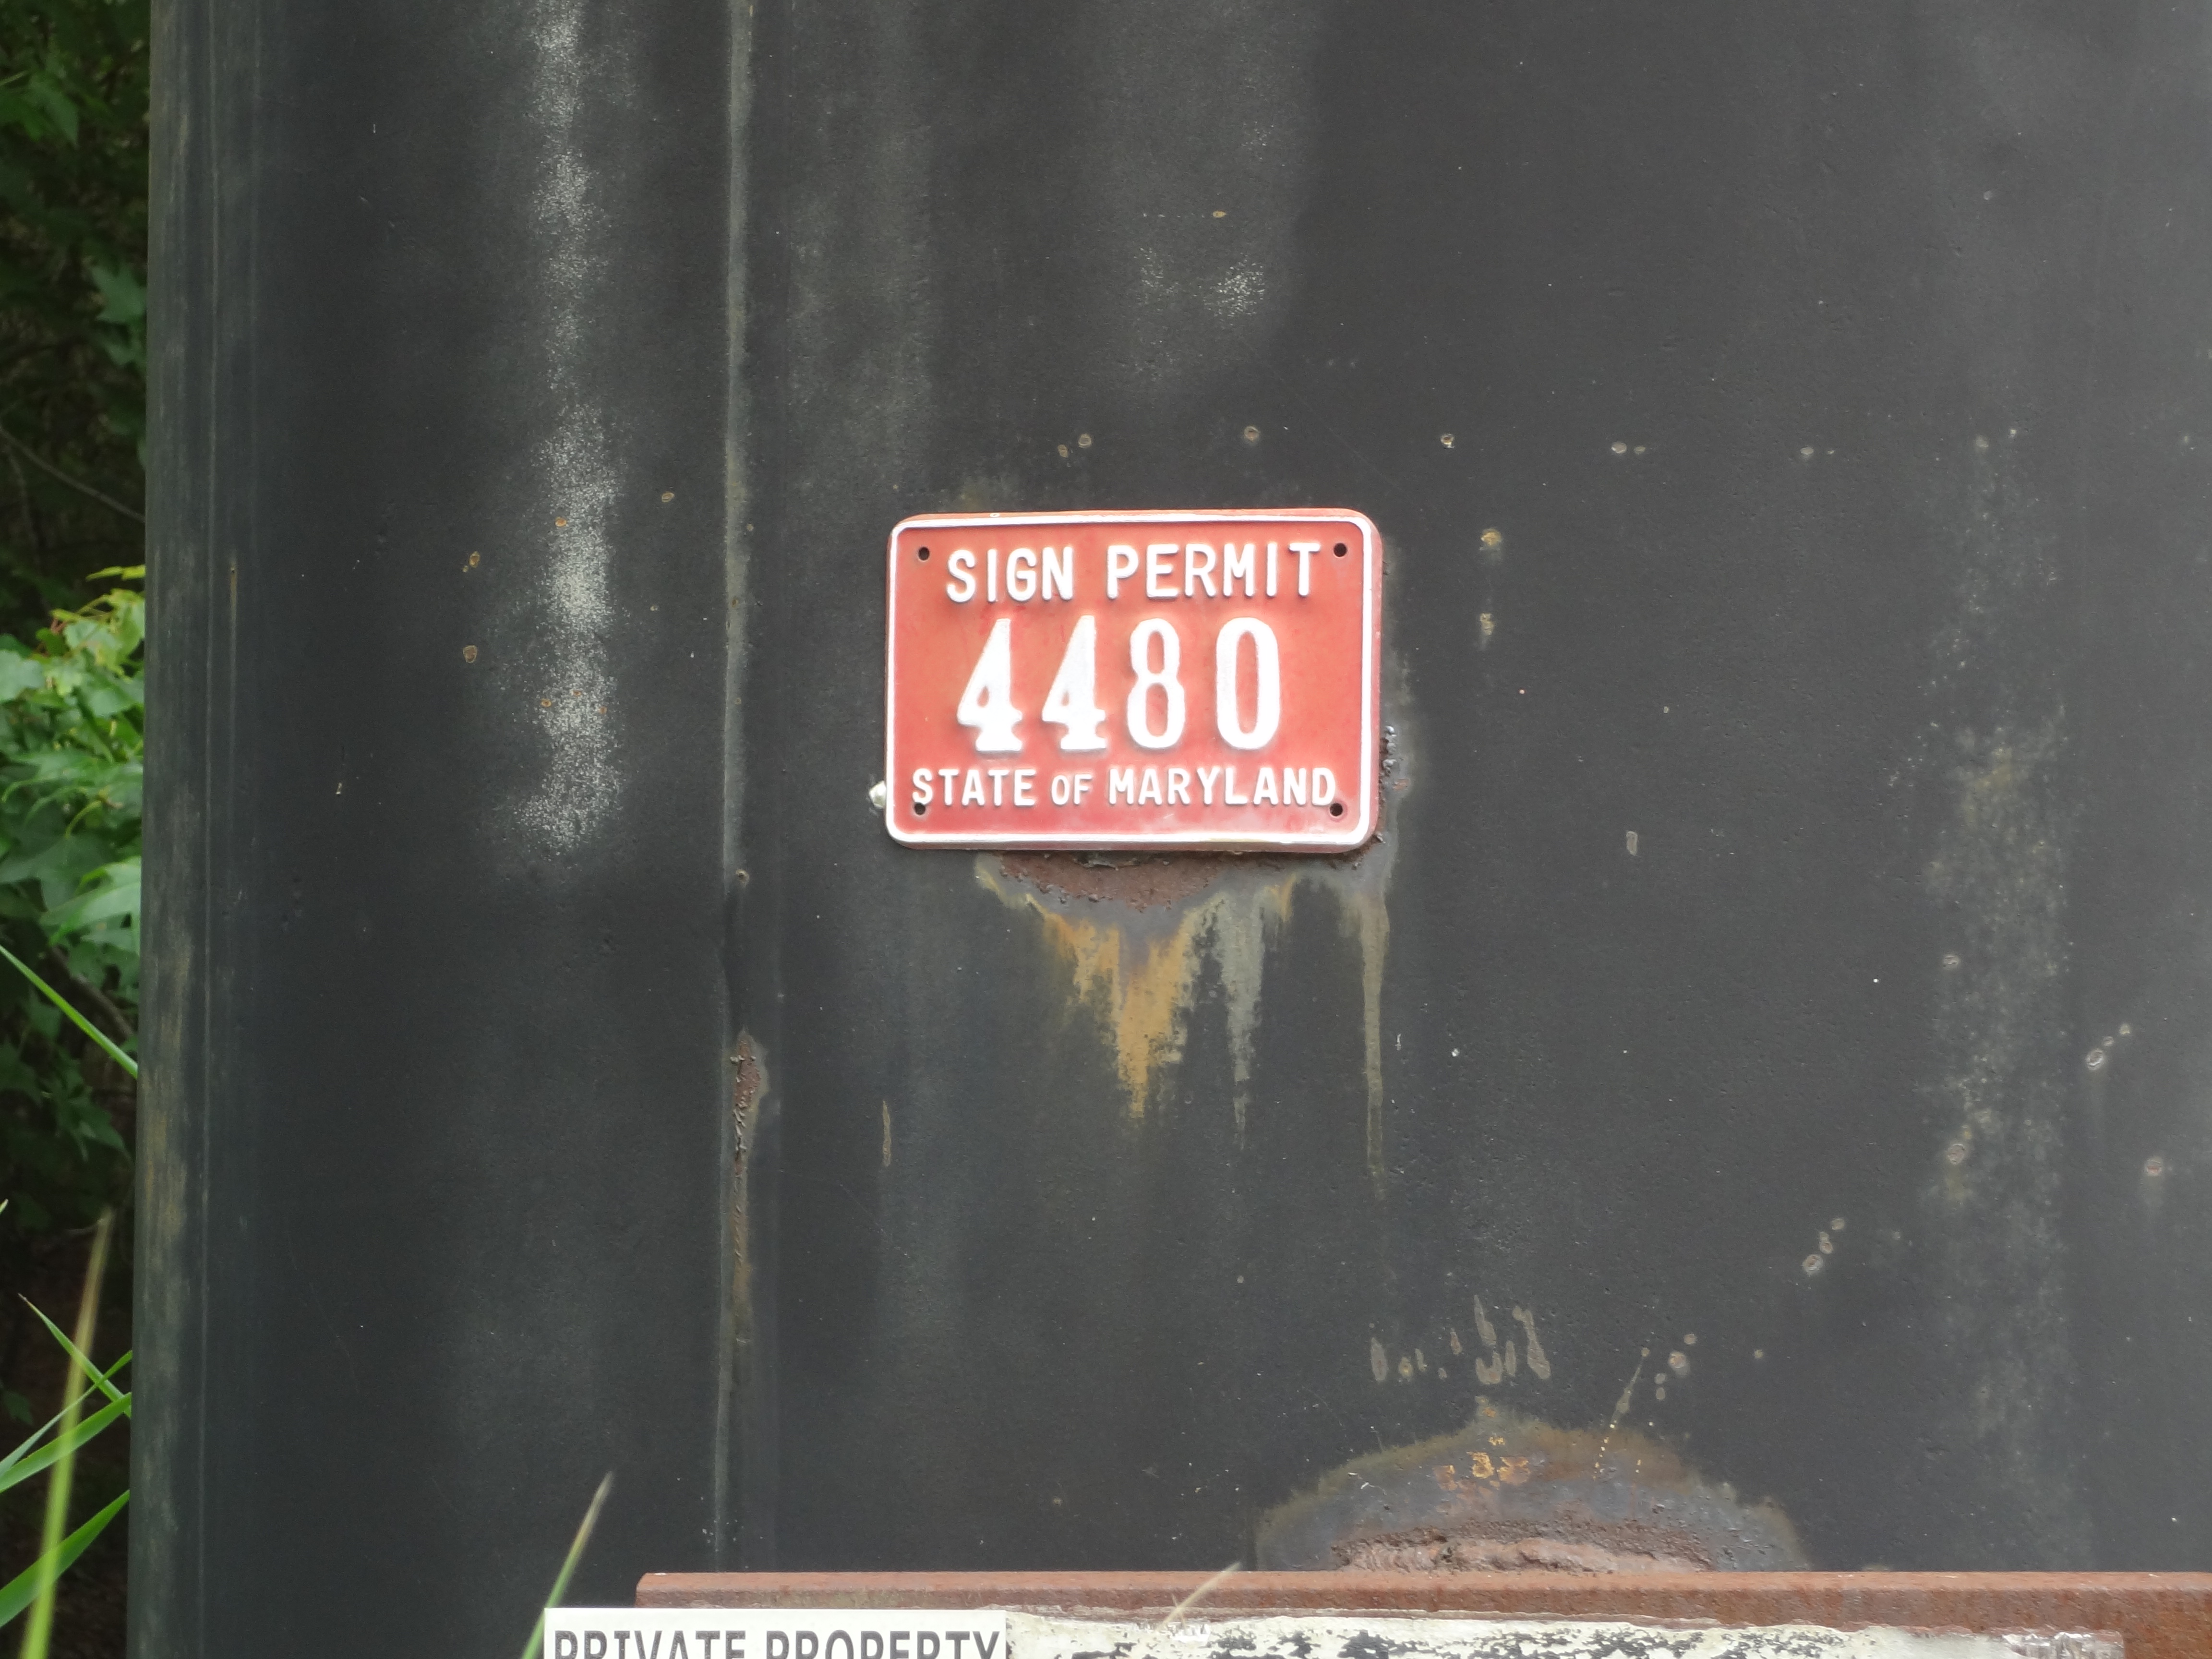 SIGN PERMIT
4480
STATE OF MARYLAND
PRIVATE PROPERTY